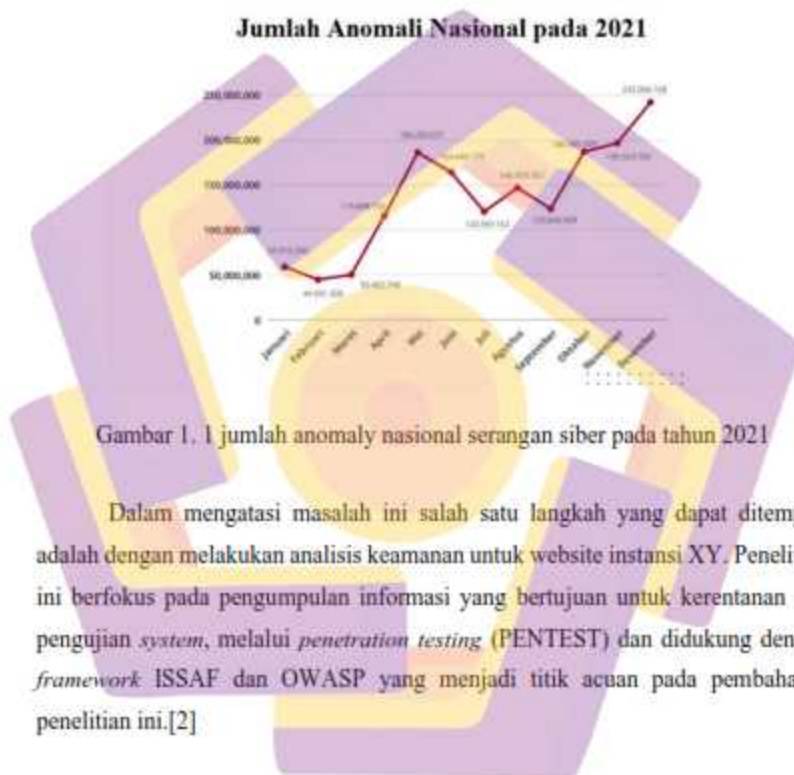 Jumlah Anomali Nasional pada 2021
200,000,000
150,000,000
100,000,000
50,000,000
0
Januari
Februari
Maret
April
Mei
Juni
Juli
Agustus
September
Oktober
November
Desember
Gambar 1. 1 jumlah anomaly nasional serangan siber pada tahun 2021
Dalam mengatasi masalah ini salah satu langkah yang dapat ditemp
adalah dengan melakukan analisis keamanan untuk website instansi XY. Peneli
ini berfokus pada pengumpulan informasi yang bertujuan untuk kerentanan
pengujian system, melalui penetration testing (PENTEST) dan didukung den
framework ISSAF dan OWASP yang menjadi titik acuan pada pembaha
penelitian ini.[2]